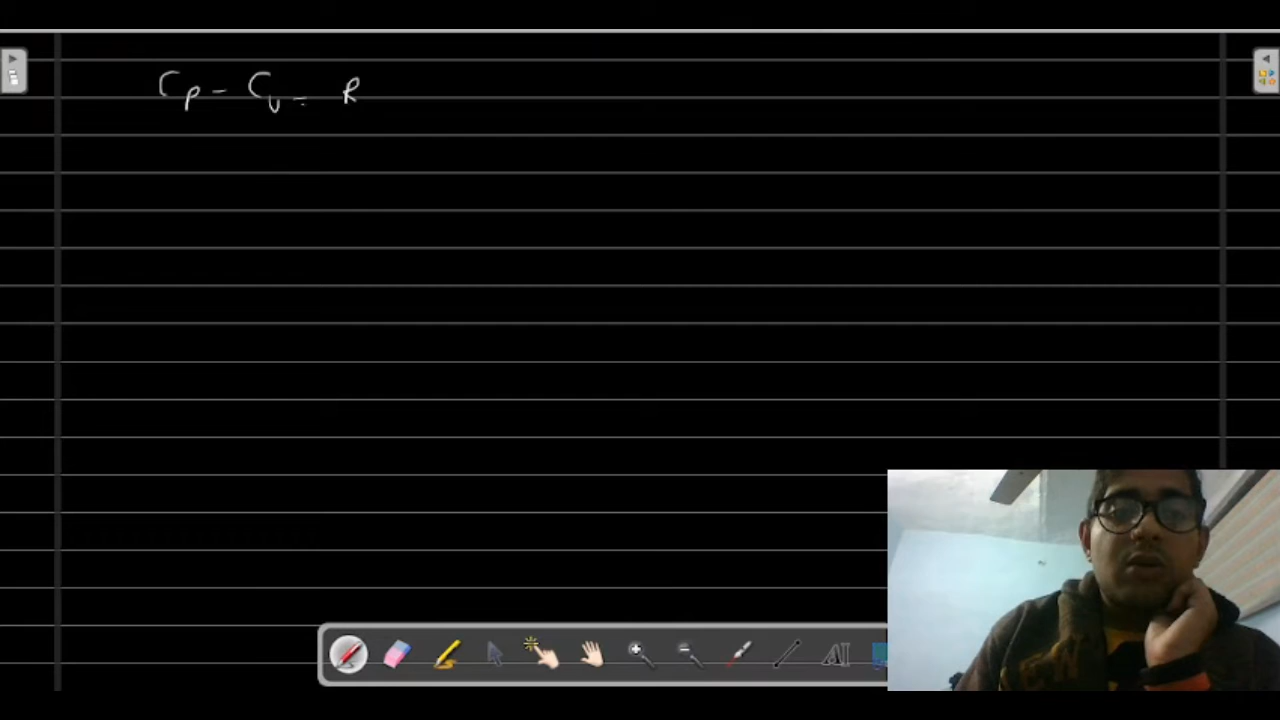 Cp - Cv = R